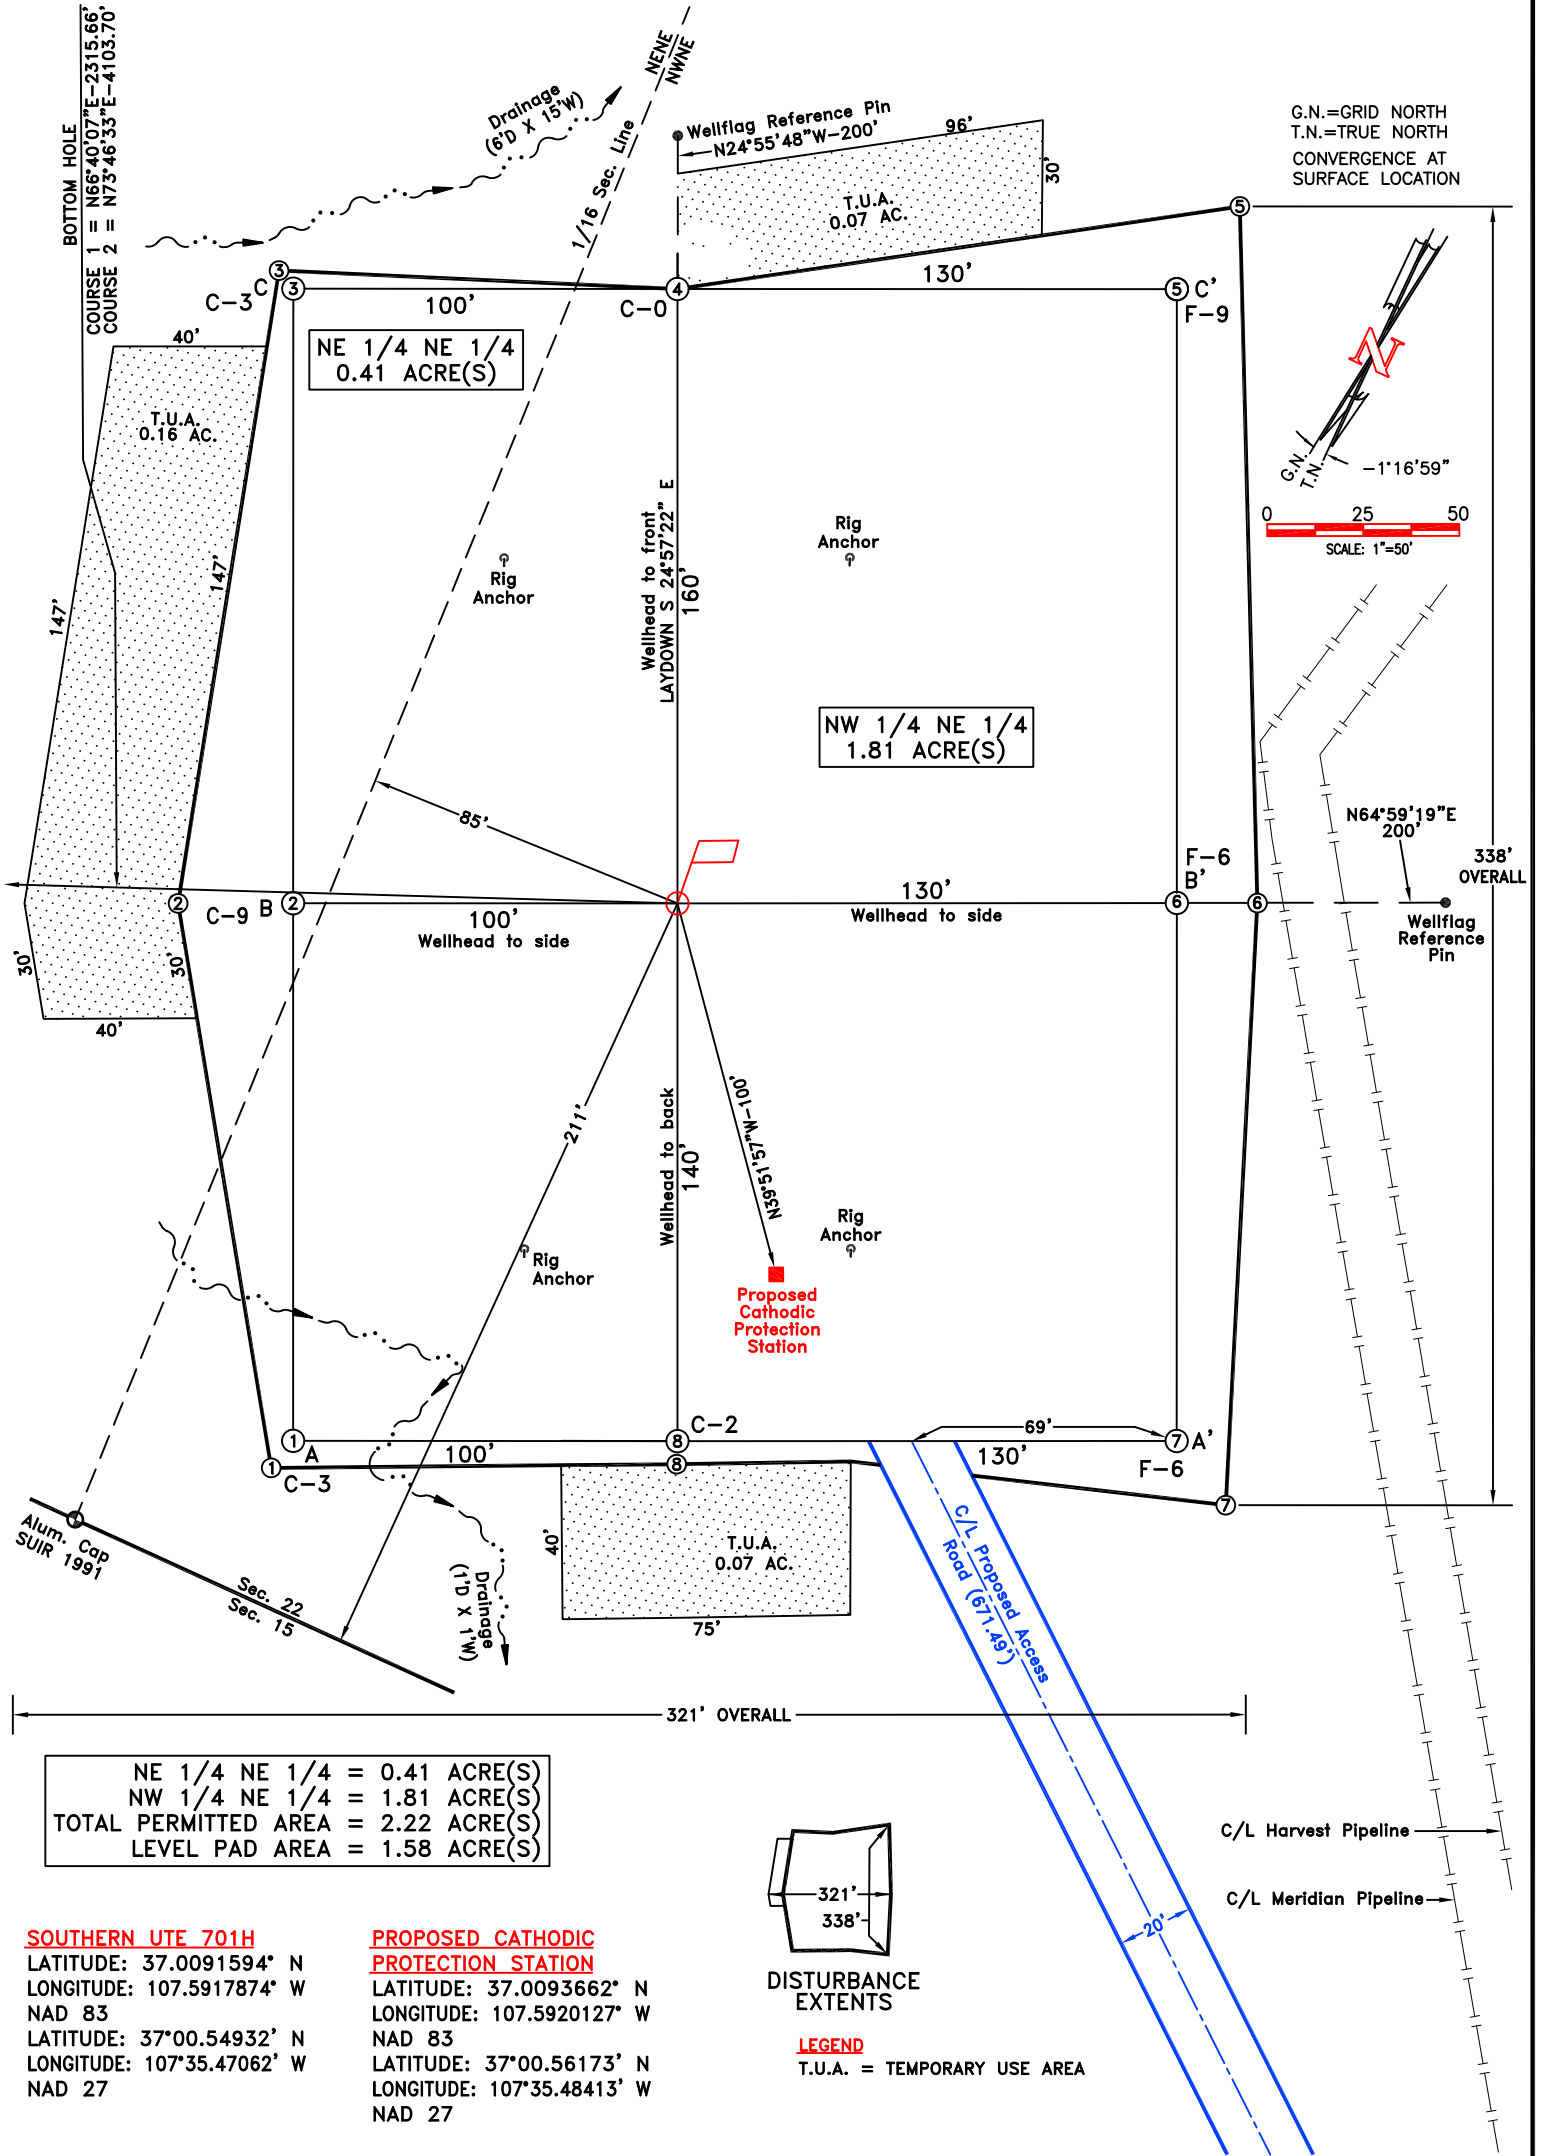 BOTTOM HOLE
COURSE 1 = N66°40'07"E-2315.66'
COURSE 2 = N73°46'33"E-4103.70'
Drainage
(6'D X 15'W)
NENE
NWNE
1/16 Sec. Line
Wellflag Reference Pin
N24°55'48"W-200'
96'
30'
T.U.A.
0.07 AC.
G.N.=GRID NORTH
T.N.=TRUE NORTH
CONVERGENCE AT
SURFACE LOCATION
5
3
C
3
C-3
100'
4
C-0
130'
5
C'
F-9
NE 1/4 NE 1/4
0.41 ACRE(S)
40'
T.U.A.
0.16 AC.
147'
147'
N
G.N.
T.N.
-1°16'59"
0 25 50
SCALE: 1"=50'
Rig
Anchor
Rig
Anchor
Wellhead to front
LAYDOWN S 24°57'22" E
160'
NW 1/4 NE 1/4
1.81 ACRE(S)
85'
N64°59'19"E
200'
338'
OVERALL
F-6
B'
2
C-9
B
2
100'
Wellhead to side
130'
Wellhead to side
6
6
Wellflag
Reference
Pin
30'
30'
40'
211'
Wellhead to back
140'
N39°51'57"W-100'
Rig
Anchor
Rig
Anchor
Proposed
Cathodic
Protection
Station
C-2
1
A
100'
8
69'
130'
7
A'
F-6
1
C-3
8
7
Alum. Cap
SUIR 1991
Sec. 22
Sec. 15
Drainage
(1'D X 1'W)
40'
T.U.A.
0.07 AC.
75'
C/L Proposed Access
Road (671.49')
321' OVERALL
NE 1/4 NE 1/4 = 0.41 ACRE(S)
NW 1/4 NE 1/4 = 1.81 ACRE(S)
TOTAL PERMITTED AREA = 2.22 ACRE(S)
LEVEL PAD AREA = 1.58 ACRE(S)
C/L Harvest Pipeline
C/L Meridian Pipeline
20'
321'
338'
DISTURBANCE
EXTENTS
LEGEND
T.U.A. = TEMPORARY USE AREA
SOUTHERN UTE 701H
LATITUDE: 37.0091594° N
LONGITUDE: 107.5917874° W
NAD 83
LATITUDE: 37°00.54932' N
LONGITUDE: 107°35.47062' W
NAD 27
PROPOSED CATHODIC
PROTECTION STATION
LATITUDE: 37.0093662° N
LONGITUDE: 107.5920127° W
NAD 83
LATITUDE: 37°00.56173' N
LONGITUDE: 107°35.48413' W
NAD 27